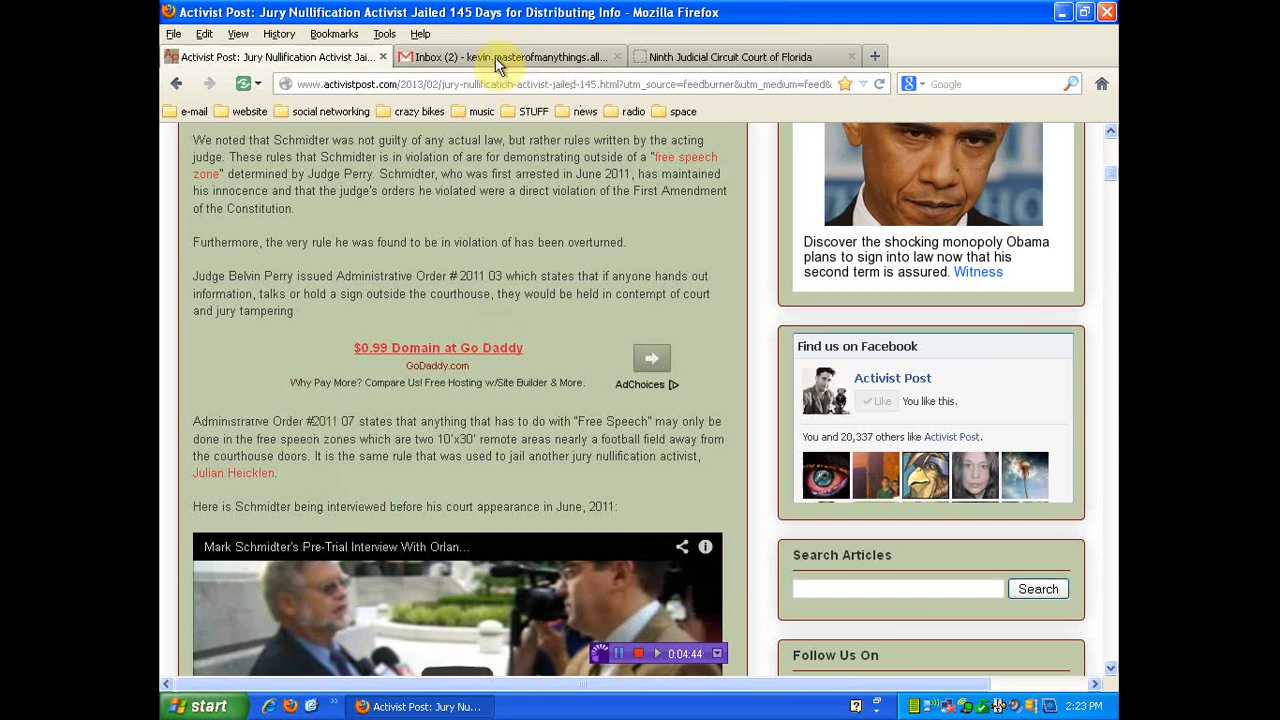 Activist Post: Jury Nullification Activist Jailed 145 Days for Distributing Info - Mozilla Firefox
File Edit View History Bookmarks Tools Help
Activist Post: Jury Nullification Activist Jai...
Inbox (2) - kevin.masterofmanythings.all...
Ninth Judicial Circuit Court of Florida
www.activistpost.com/2013/02/jury-nullification-activist-jailed-145.html?utm_source=feedburner&utm_medium=feed&
Google
e-mail website social networking crazy bikes music STUFF news radio space
We noted that Schmidter was not guilty of any actual law, but rather rules written by the acting
judge. These rules that Schmidter is in violation of are for demonstrating outside of a "free speech
zone" determined by Judge Perry. Schmidter, who was first arrested in June 2011, has maintained
his innocence and that the judge's orders he violated were a direct violation of the First Amendment
of the Constitution.
Furthermore, the very rule he was found to be in violation of has been overturned.
Judge Belvin Perry issued Administrative Order # 2011 03 which states that if anyone hands out
information, talks or hold a sign outside the courthouse, they would be held in contempt of court
and jury tampering
$0.99 Domain at Go Daddy
GoDaddy.com
Why Pay More? Compare Us! Free Hosting w/Site Builder & More.
AdChoices
Administrative Order #2011 07 states that anything that has to do with "Free Speech" may only be
done in the free speech zones which are two 10'x30' remote areas nearly a football field away from
the courthouse doors. It is the same rule that was used to jail another jury nullification activist,
Julian Heicklen.
Here is Schmidter being interviewed before his court appearance in June, 2011:
Mark Schmidter's Pre-Trial Interview With Orlan...
0:04:44
Discover the shocking monopoly Obama
plans to sign into law now that his
second term is assured. Witness
Find us on Facebook
Activist Post
Like You like this.
You and 20,337 others like Activist Post.
Search Articles
Search
Follow Us On
start
Activist Post: Jury Nu...
2:23 PM